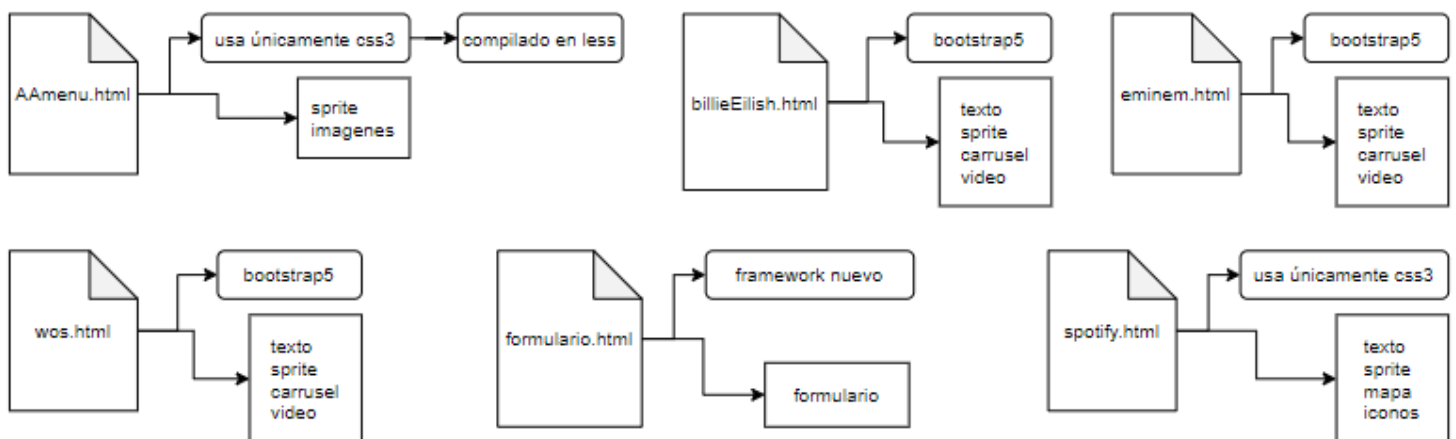 AAmenu.html
usa únicamente css3
compilado en less
sprite
imagenes
billieEilish.html
bootstrap5
texto
sprite
carrusel
video
eminem.html
bootstrap5
texto
sprite
carrusel
video
wos.html
bootstrap5
texto
sprite
carrusel
video
formulario.html
framework nuevo
formulario
spotify.html
usa únicamente css3
texto
sprite
mapa
iconos